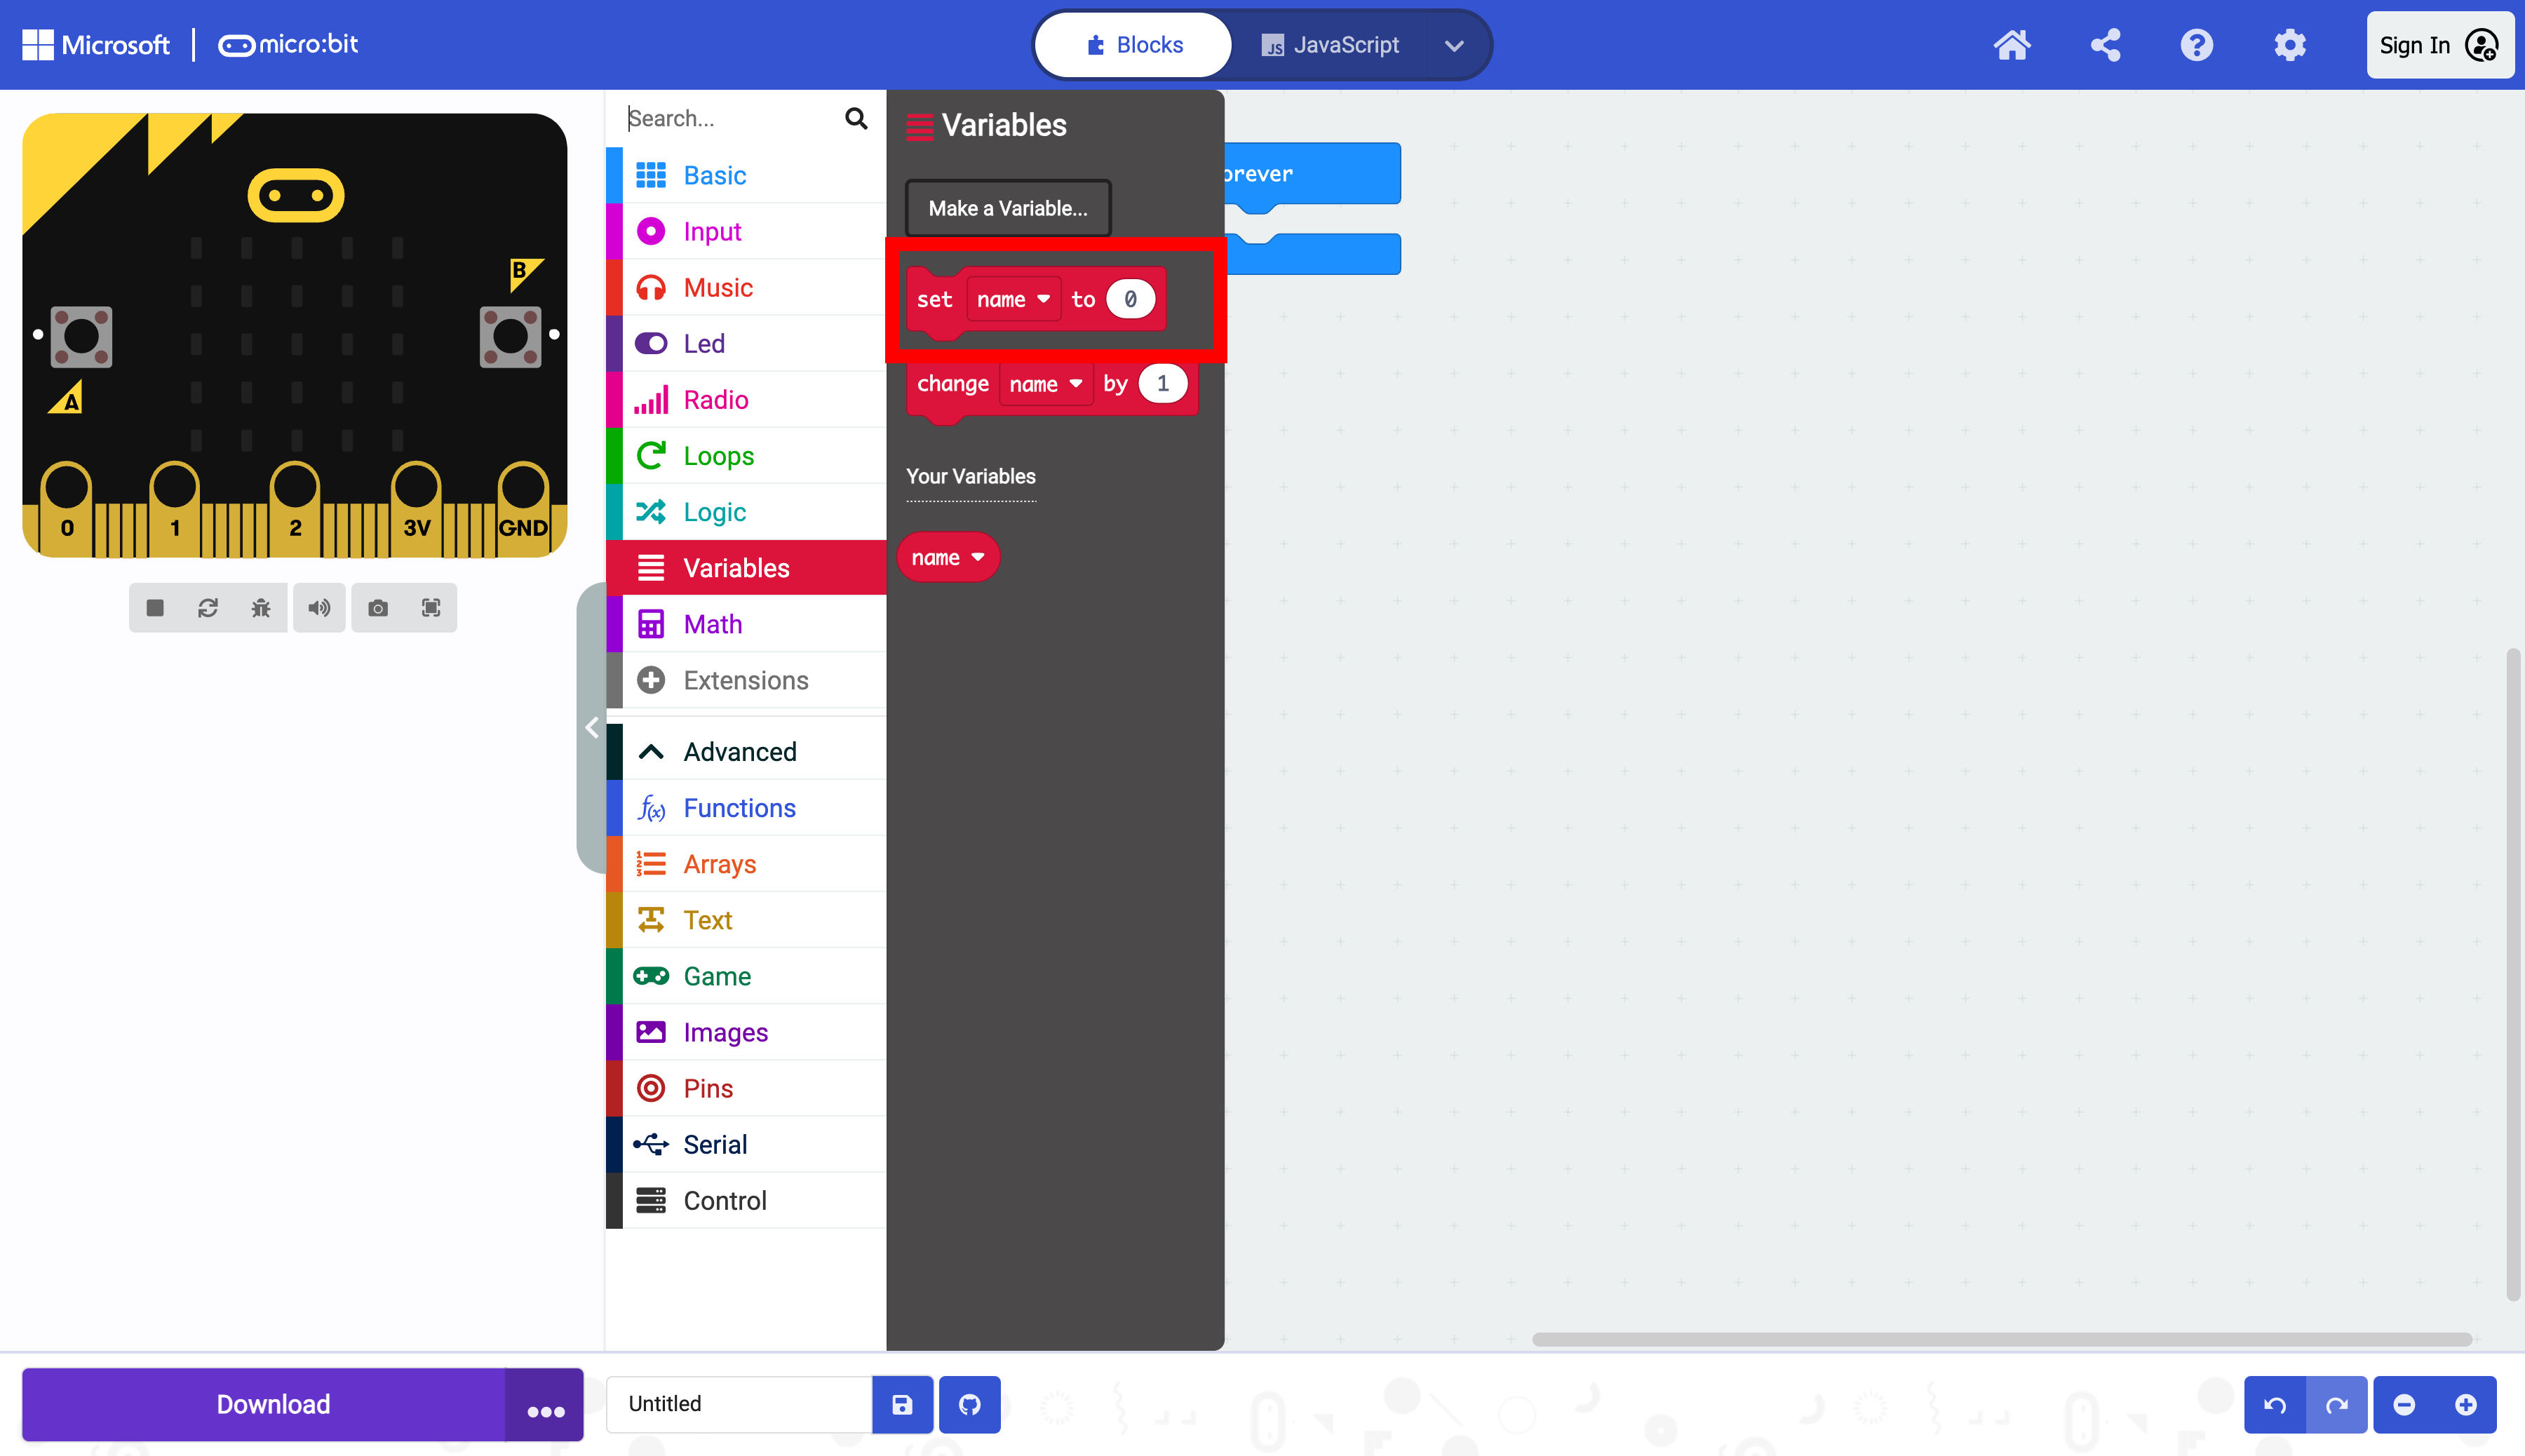 Microsoft | micro:bit
Blocks
JavaScript
Sign In
Search...
Basic
Input
Music
Led
Radio
Loops
Logic
Variables
Math
Extensions
Advanced
Functions
Arrays
Text
Game
Images
Pins
Serial
Control
Variables
Make a Variable...
set name to 0
change name by 1
Your Variables
name
orever
B
A
0 1 2 3V GND
Download
Untitled